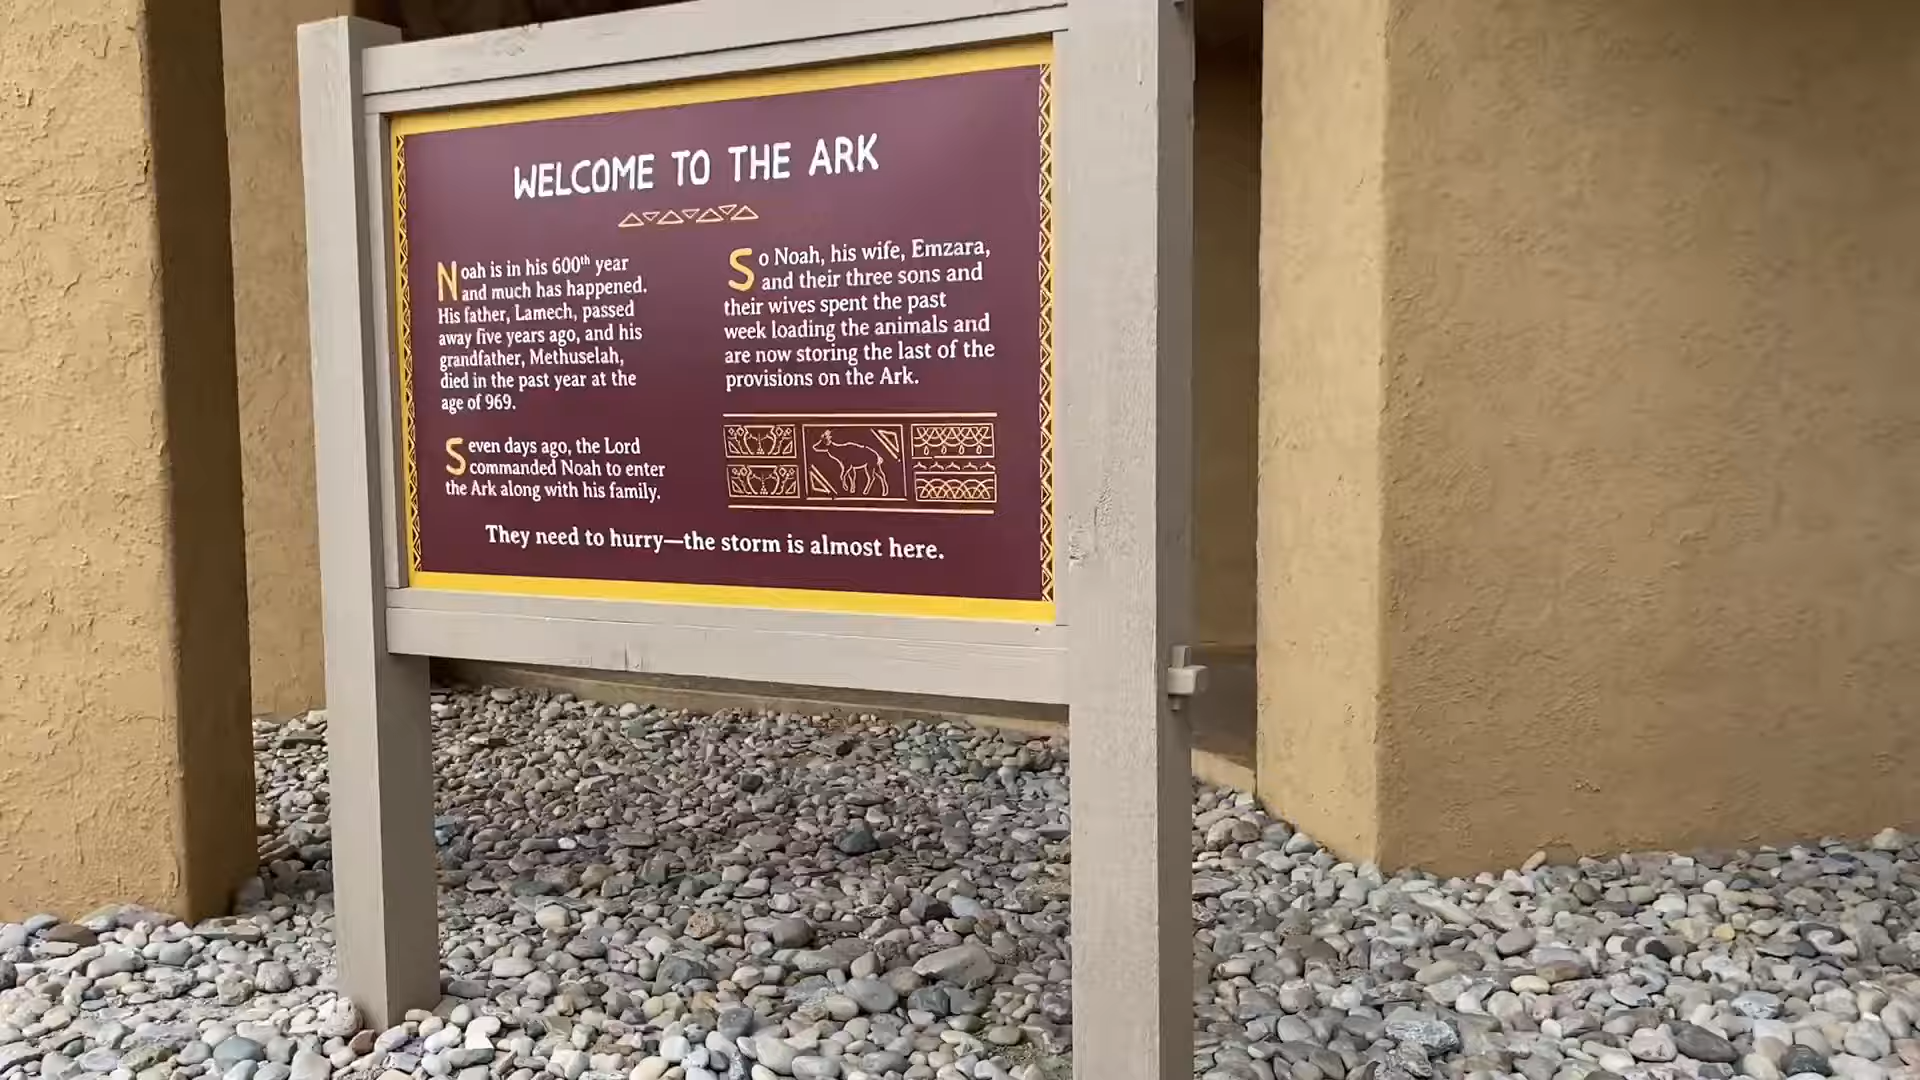 WELCOME TO THE ARK
Noah is in his 600th year
and much has happened.
His father, Lamech, passed
away five years ago, and his
grandfather, Methuselah,
died in the past year at the
age of 969.
Seven days ago, the Lord
commanded Noah to enter
the Ark along with his family.
So Noah, his wife, Emzara,
and their three sons and
their wives spent the past
week loading the animals and
are now storing the last of the
provisions on the Ark.
They need to hurry—the storm is almost here.